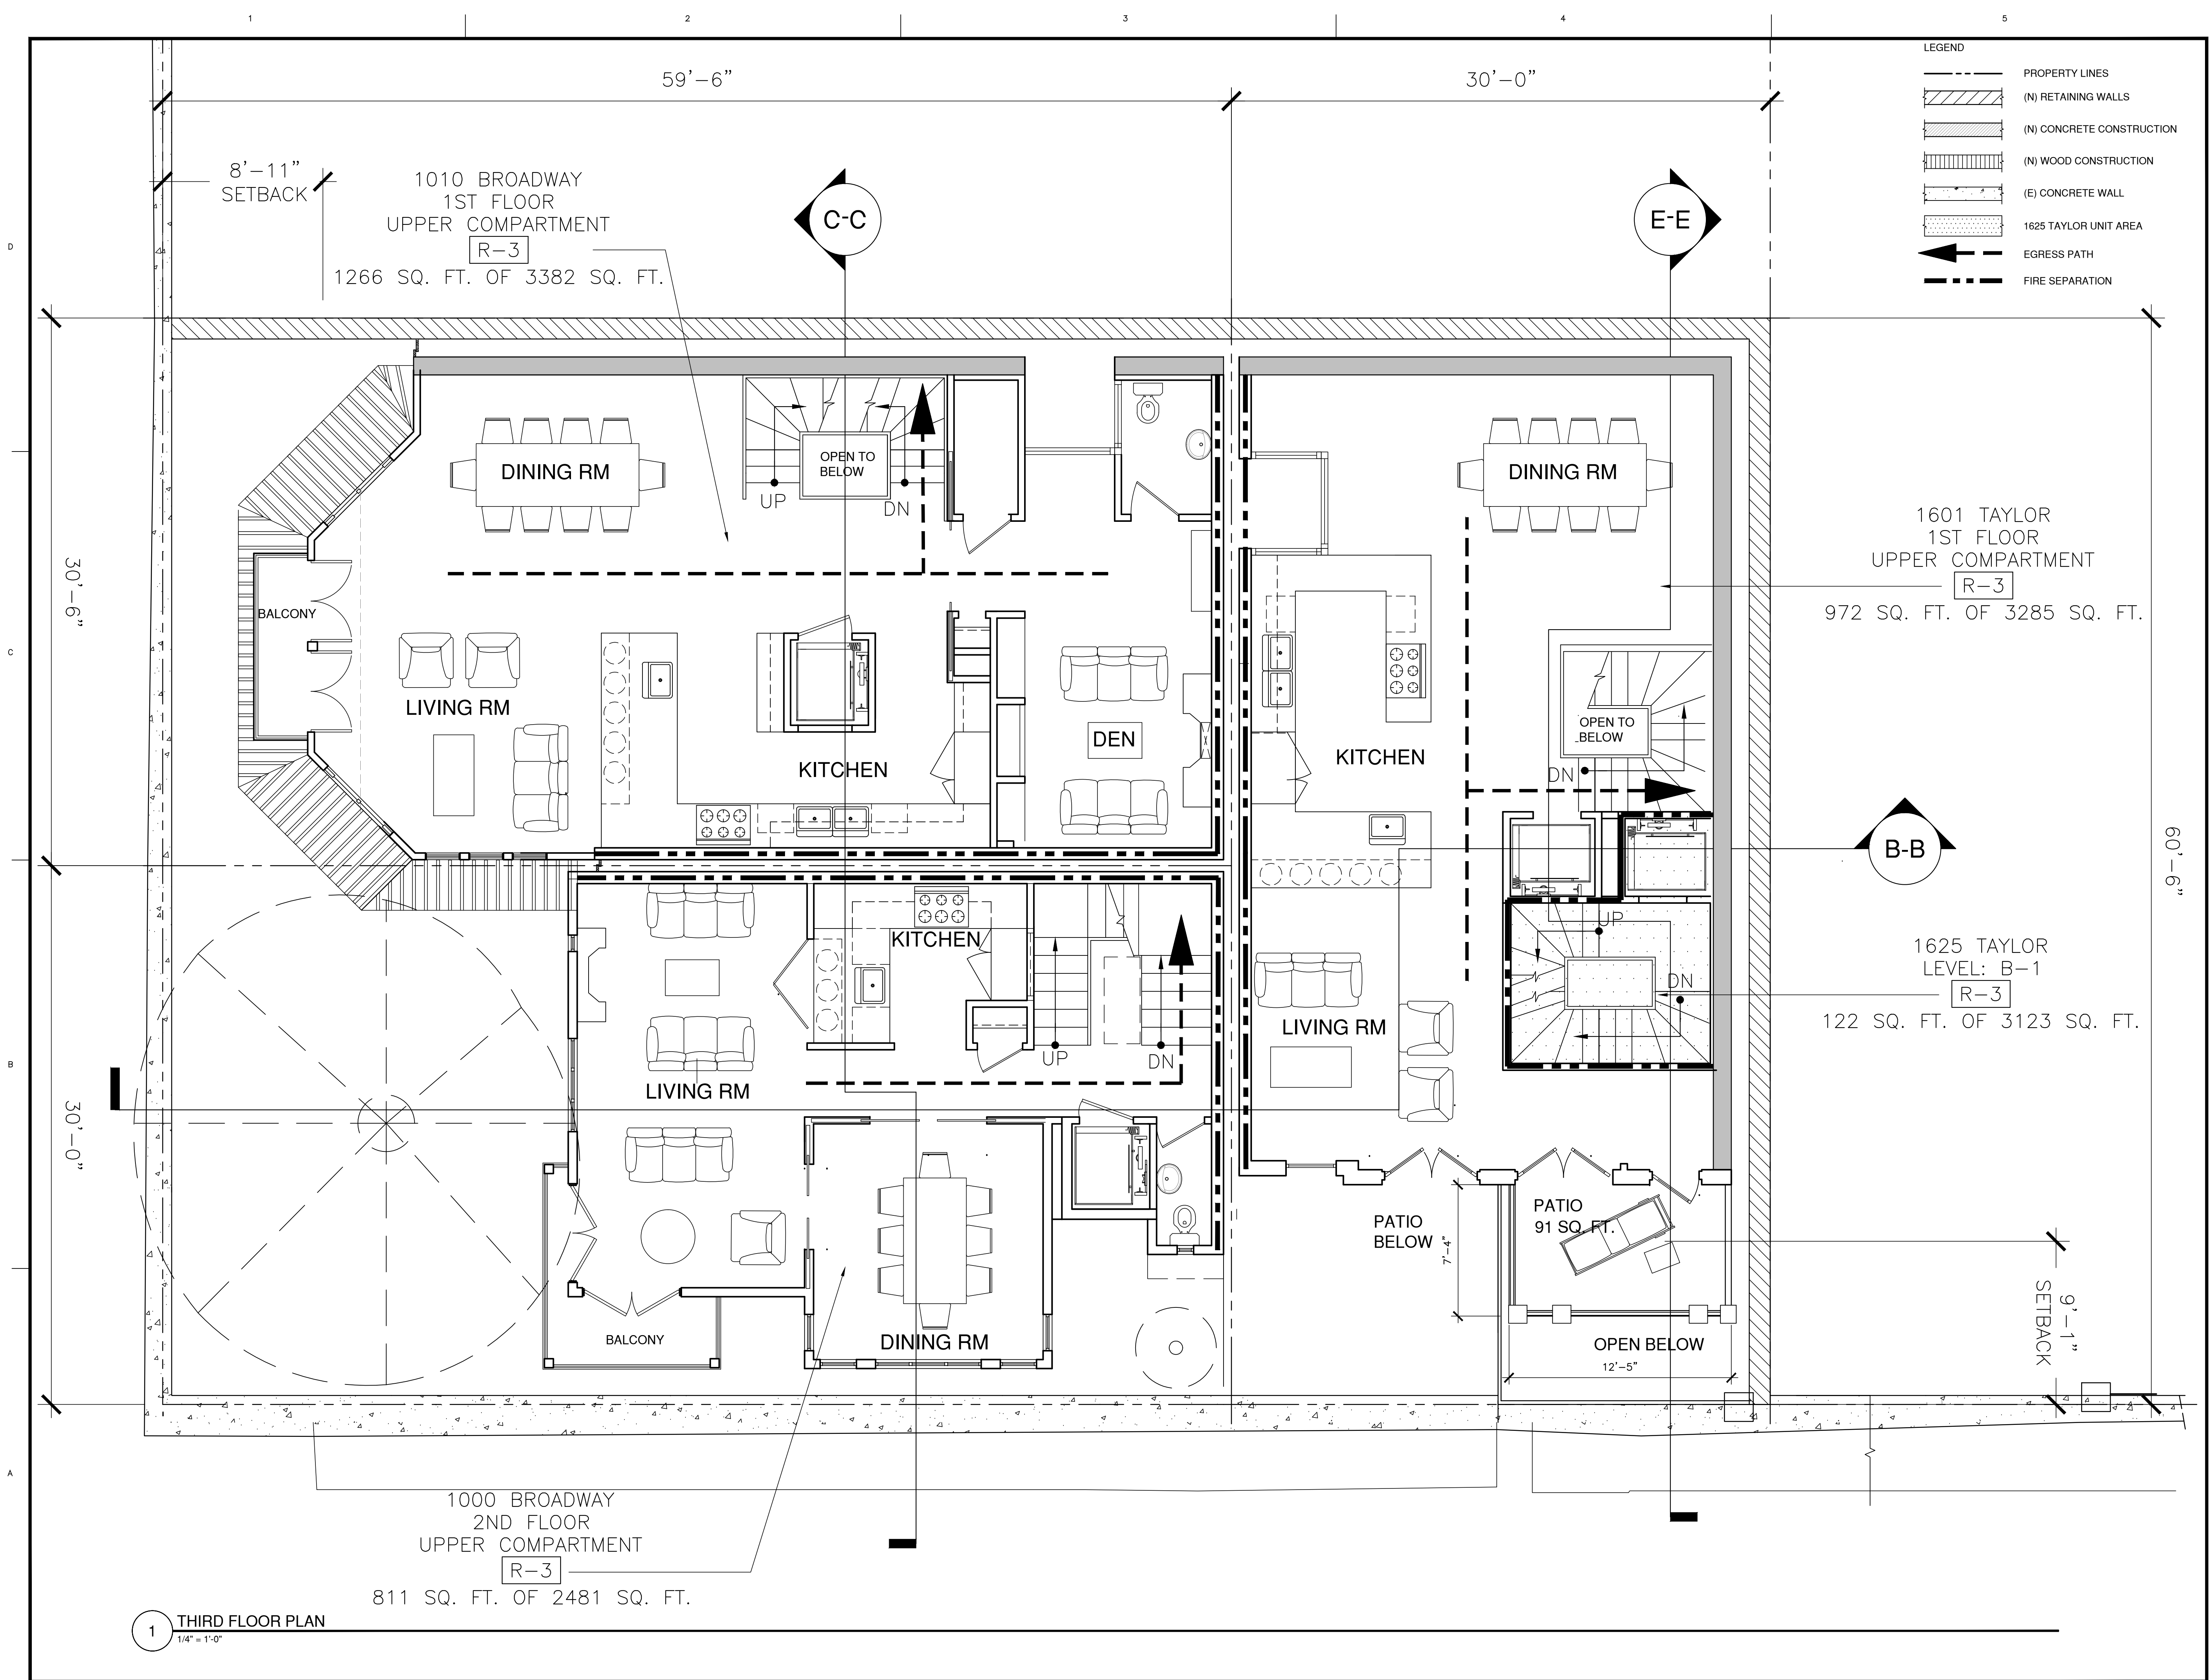 1
2
3
4
5
D
C
B
A
LEGEND
PROPERTY LINES
(N) RETAINING WALLS
(N) CONCRETE CONSTRUCTION
(N) WOOD CONSTRUCTION
(E) CONCRETE WALL
1625 TAYLOR UNIT AREA
EGRESS PATH
FIRE SEPARATION
59'-6"
30'-0"
8'-11"
SETBACK
1010 BROADWAY
1ST FLOOR
UPPER COMPARTMENT
R-3
1266 SQ. FT. OF 3382 SQ. FT.
C-C
E-E
DINING RM
OPEN TO
BELOW
UP
DN
BALCONY
LIVING RM
KITCHEN
DEN
30'-6"
DINING RM
KITCHEN
OPEN TO
BELOW
DN
1601 TAYLOR
1ST FLOOR
UPPER COMPARTMENT
R-3
972 SQ. FT. OF 3285 SQ. FT.
B-B
60'-6"
UP
DN
1625 TAYLOR
LEVEL: B-1
R-3
122 SQ. FT. OF 3123 SQ. FT.
LIVING RM
KITCHEN
UP
DN
LIVING RM
30'-0"
PATIO
BELOW
7'-4"
PATIO
91 SQ. FT.
OPEN BELOW
12'-5"
9'-1"
SETBACK
BALCONY
DINING RM
1000 BROADWAY
2ND FLOOR
UPPER COMPARTMENT
R-3
811 SQ. FT. OF 2481 SQ. FT.
1
THIRD FLOOR PLAN
1/4" = 1'-0"